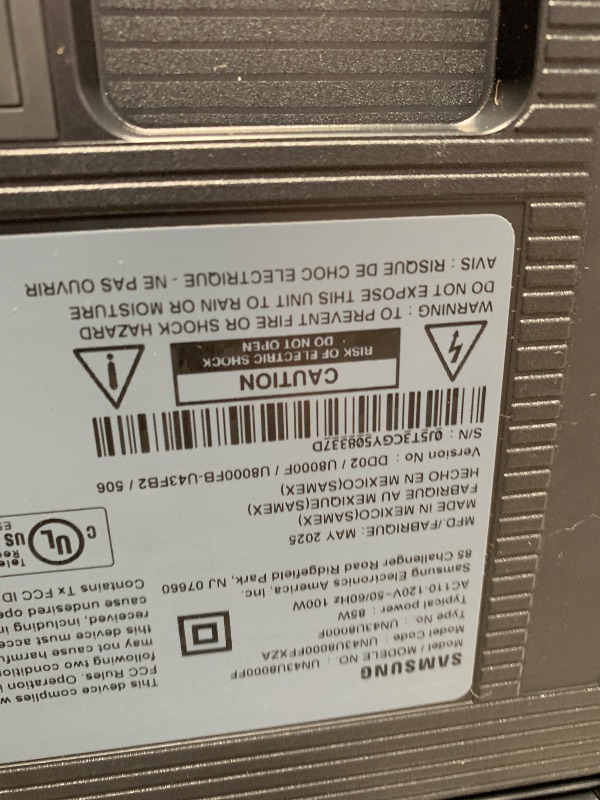 SAMSUNG
Model / MODELE NO. : UN43U8000FF
Model Code : UN43U8000FFXZA
Type No. : UN43U8000F
Typical power : 85W
AC110-120V~50/60Hz 100W
Samsung Electronics America, Inc.
85 Challenger Road Ridgefield Park, NJ 07660
MFD./FABRIQUE: MAY 2025
MADE IN MEXICO(SAMEX)
FABRIQUE AU MEXIQUE(SAMEX)
HECHO EN MEXICO(SAMEX)
Version No : DD02 / U8000F / U8000FB-U43FB2 / 506
S/N : 0J5T3CGY508337D
CAUTION
RISK OF ELECTRIC SHOCK
DO NOT OPEN
WARNING : TO PREVENT FIRE OR SHOCK HAZARD
DO NOT EXPOSE THIS UNIT TO RAIN OR MOISTURE
AVIS : RISQUE DE CHOC ELECTRIQUE - NE PAS OUVRIR
This device complies
FCC Rules. Operation
following two condition
may not cause harmfu
this device must acce
received, including in
cause undesired ope
Contains Tx FCC ID
C UL US